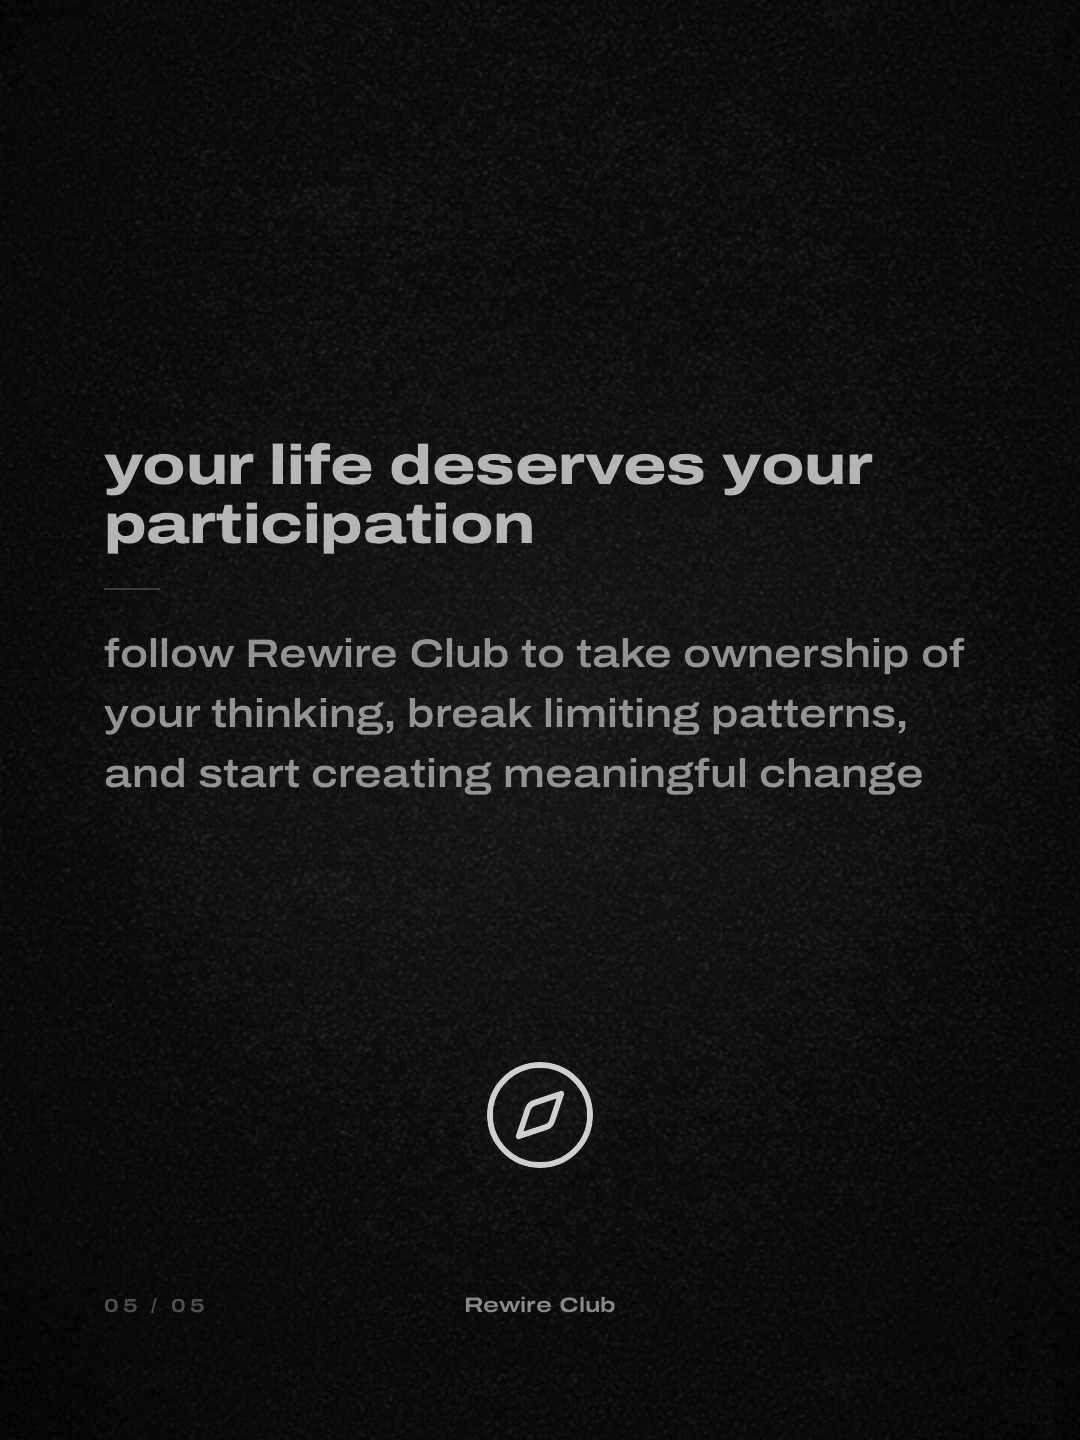 your life deserves your
participation
follow Rewire Club to take ownership of
your thinking, break limiting patterns,
and start creating meaningful change
05 / 05
Rewire Club